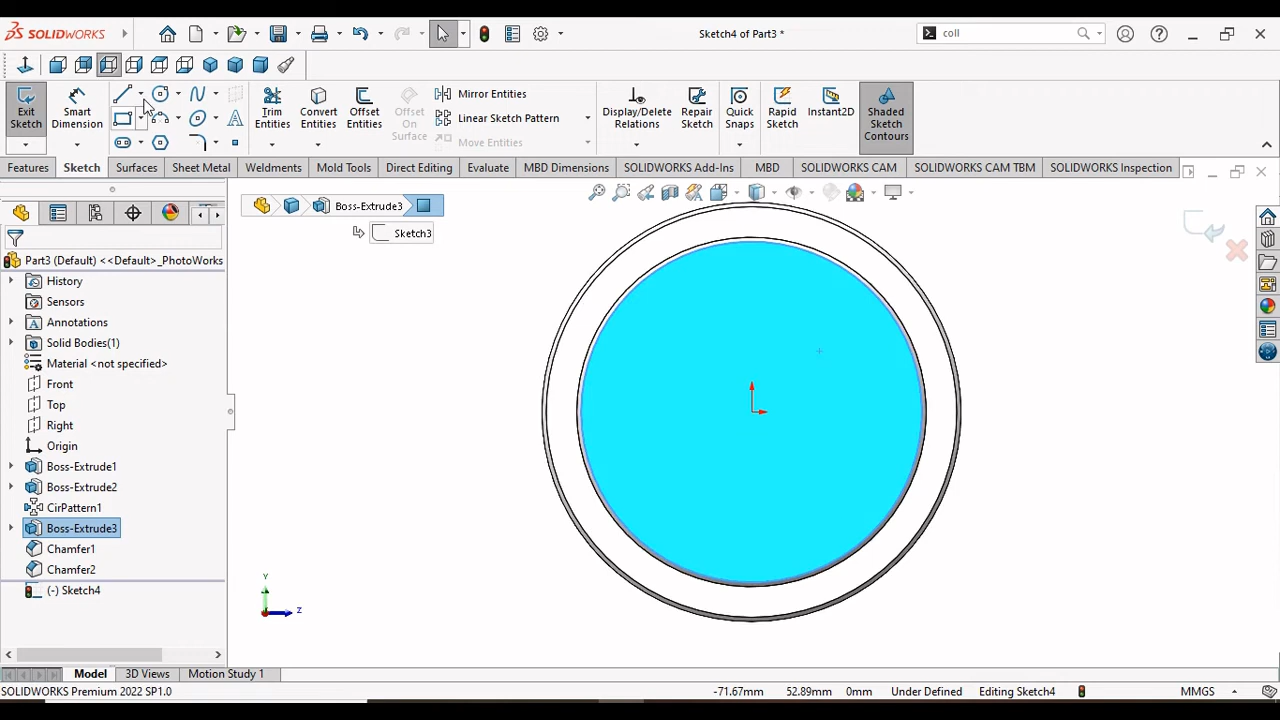 SOLIDWORKS
Sketch4 of Part3 *
coll
Exit Sketch
Smart Dimension
Trim Entities
Convert Entities
Offset Entities
Offset On Surface
Mirror Entities
Linear Sketch Pattern
Move Entities
Display/Delete Relations
Repair Sketch
Quick Snaps
Rapid Sketch
Instant2D
Shaded Sketch Contours
Features
Sketch
Surfaces
Sheet Metal
Weldments
Mold Tools
Direct Editing
Evaluate
MBD Dimensions
SOLIDWORKS Add-Ins
MBD
SOLIDWORKS CAM
SOLIDWORKS CAM TBM
SOLIDWORKS Inspection
Boss-Extrude3
Sketch3
Part3 (Default) <<Default>_PhotoWorks
History
Sensors
Annotations
Solid Bodies(1)
Material <not specified>
Front
Top
Right
Origin
Boss-Extrude1
Boss-Extrude2
CirPattern1
Boss-Extrude3
Chamfer1
Chamfer2
(-) Sketch4
Y
Z
Model
3D Views
Motion Study 1
SOLIDWORKS Premium 2022 SP1.0
-71.67mm
52.89mm
0mm
Under Defined
Editing Sketch4
MMGS